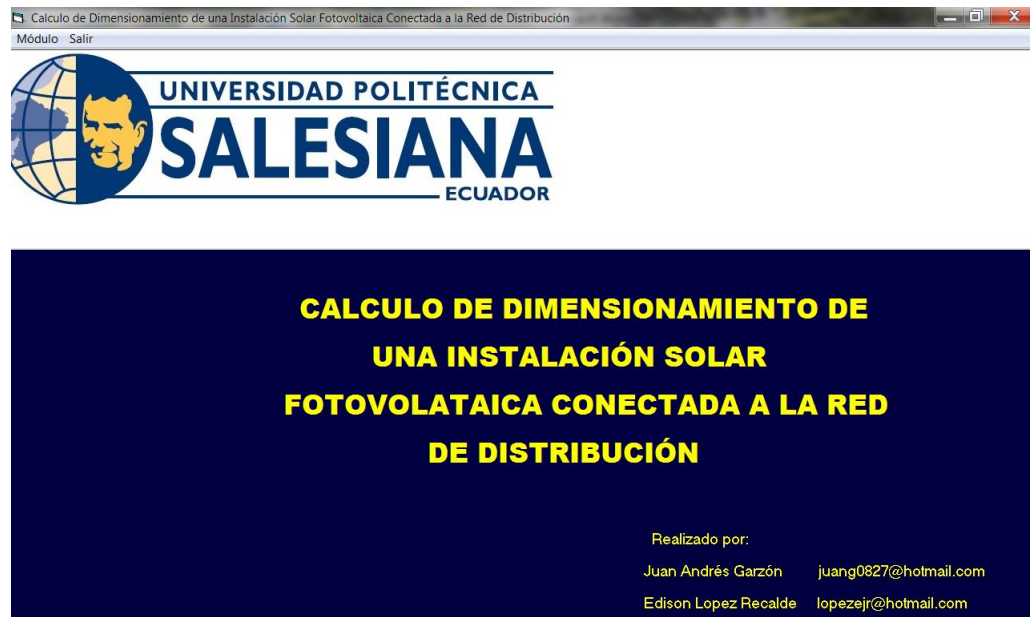 Calculo de Dimensionamiento de una Instalación Solar Fotovoltaica Conectada a la Red de Distribución
Módulo Salir
UNIVERSIDAD POLITÉCNICA
SALESIANA
ECUADOR
CALCULO DE DIMENSIONAMIENTO DE
UNA INSTALACIÓN SOLAR
FOTOVOLATAICA CONECTADA A LA RED
DE DISTRIBUCIÓN
Realizado por:
Juan Andrés Garzón juang0827@hotmail.com
Edison Lopez Recalde lopezejr@hotmail.com